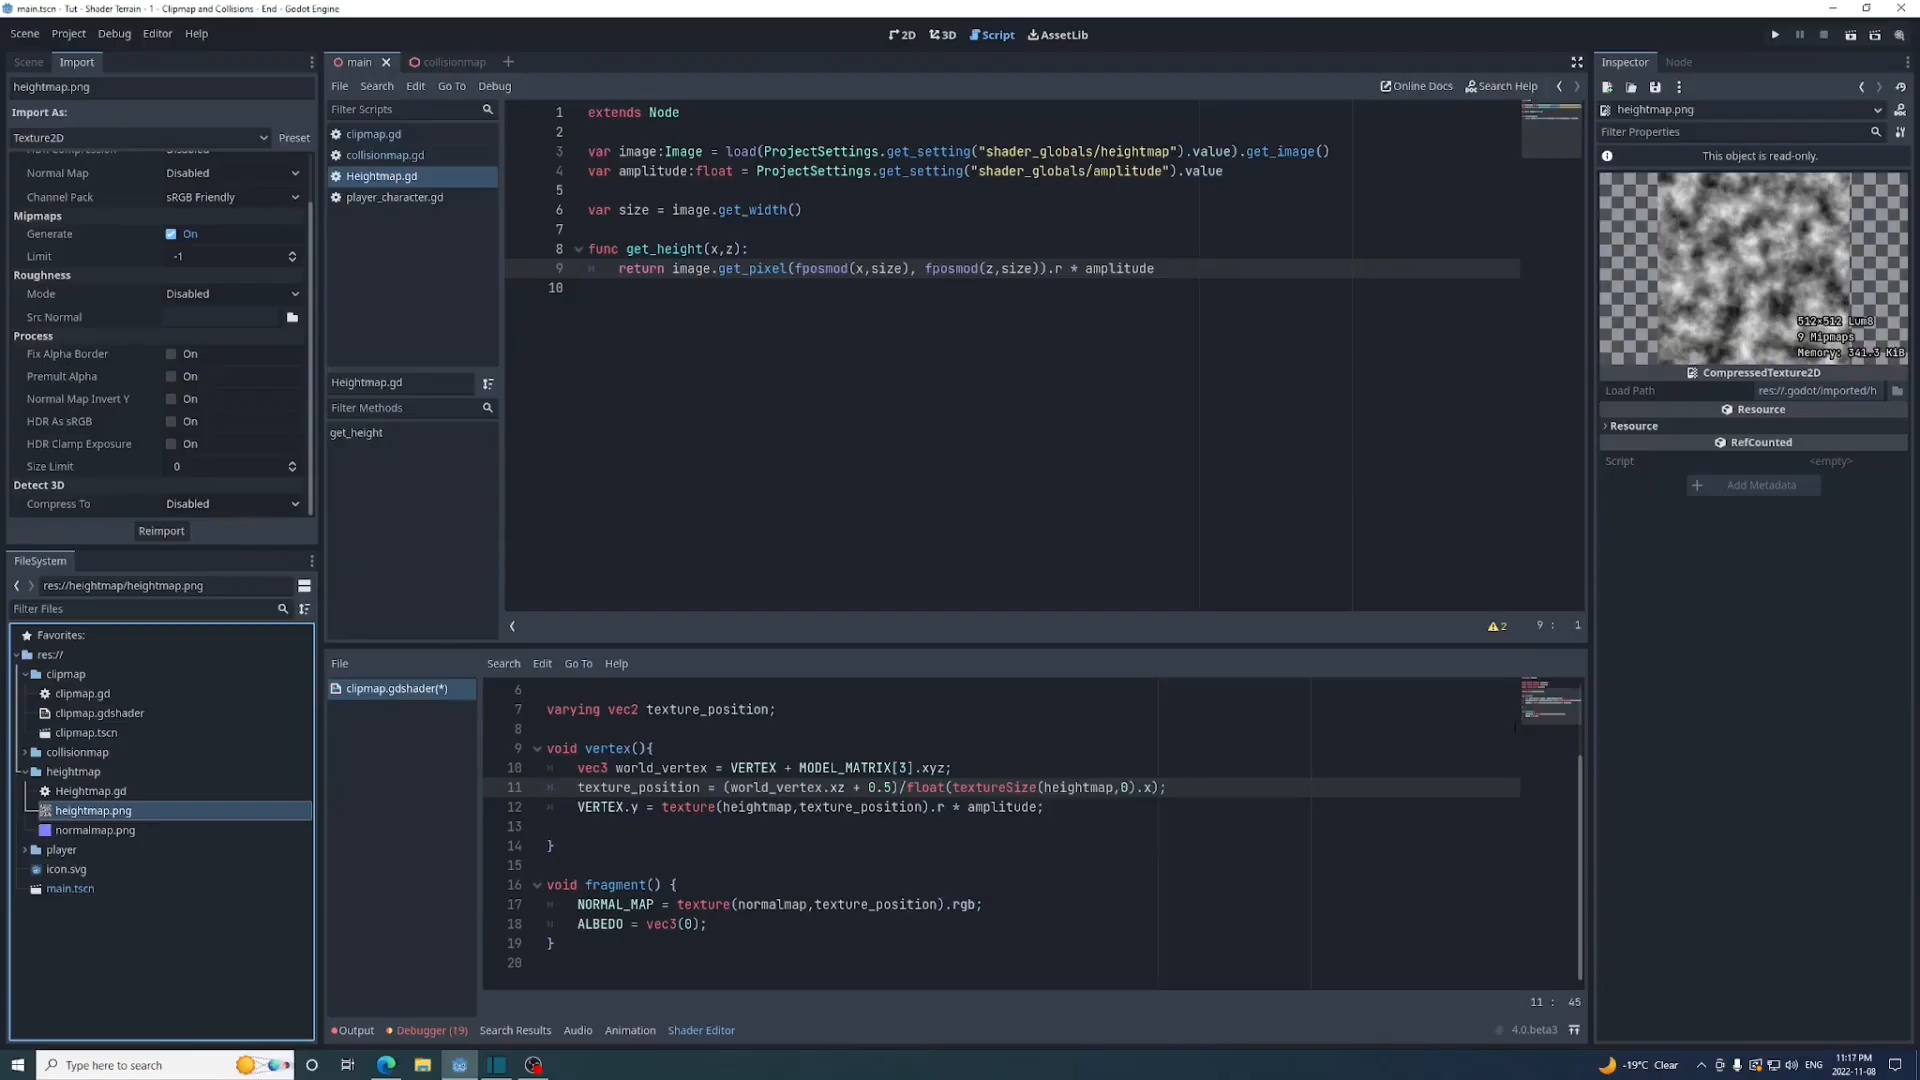 main.tscn - Tut - Shader Terrain - 1 - Clipmap and Collisions - End - Godot Engine
Scene Project Debug Editor Help
2D 3D Script AssetLib
Scene Import
heightmap.png
Import As:
Texture2D Preset
Normal Map Disabled
Channel Pack sRGB Friendly
Mipmaps
Generate On
Limit -1
Roughness
Mode Disabled
Src Normal
Process
Fix Alpha Border On
Premult Alpha On
Normal Map Invert Y On
HDR As sRGB On
HDR Clamp Exposure On
Size Limit 0
Detect 3D
Compress To Disabled
Reimport
FileSystem
res://heightmap/heightmap.png
Filter Files
Favorites:
res://
clipmap
clipmap.gd
clipmap.gdshader
clipmap.tscn
collisionmap
heightmap
Heightmap.gd
heightmap.png
normalmap.png
player
icon.svg
main.tscn
main collisionmap
File Search Edit Go To Debug
Online Docs Search Help
Filter Scripts
clipmap.gd
collisionmap.gd
Heightmap.gd
player_character.gd
Heightmap.gd
Filter Methods
get_height
1 extends Node
2
3 var image:Image = load(ProjectSettings.get_setting("shader_globals/heightmap").value).get_image()
4 var amplitude:float = ProjectSettings.get_setting("shader_globals/amplitude").value
5
6 var size = image.get_width()
7
8 func get_height(x,z):
9 return image.get_pixel(fposmod(x,size), fposmod(z,size)).r * amplitude
10
2 9 : 1
File Search Edit Go To Help
clipmap.gdshader(*)
6
7 varying vec2 texture_position;
8
9 void vertex(){
10 vec3 world_vertex = VERTEX + MODEL_MATRIX[3].xyz;
11 texture_position = (world_vertex.xz + 0.5)/float(textureSize(heightmap,0).x);
12 VERTEX.y = texture(heightmap,texture_position).r * amplitude;
13
14 }
15
16 void fragment() {
17 NORMAL_MAP = texture(normalmap,texture_position).rgb;
18 ALBEDO = vec3(0);
19 }
20
11 : 45
Output Debugger (19) Search Results Audio Animation Shader Editor
4.0.beta3
Inspector Node
heightmap.png
Filter Properties
This object is read-only.
512×512 Lum8
9 Mipmaps
Memory: 341.3 KiB
CompressedTexture2D
Load Path res://.godot/imported/h
Resource
Resource
RefCounted
Script <empty>
Add Metadata
Type here to search
-19°C Clear
ENG
11:17 PM
2022-11-08